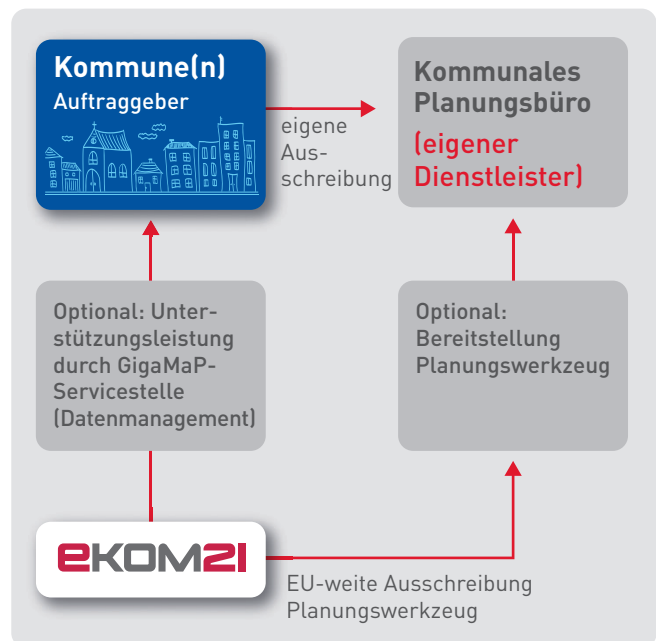 Kommune(n)
Auftraggeber
eigene
Aus-
schreibung
Kommunales
Planungsbüro
(eigener
Dienstleister)
Optional: Unter-
stützungsleistung
durch GigaMaP-
Servicestelle
(Datenmanagement)
Optional:
Bereitstellung
Planungswerkzeug
eKOM21
EU-weite Ausschreibung
Planungswerkzeug